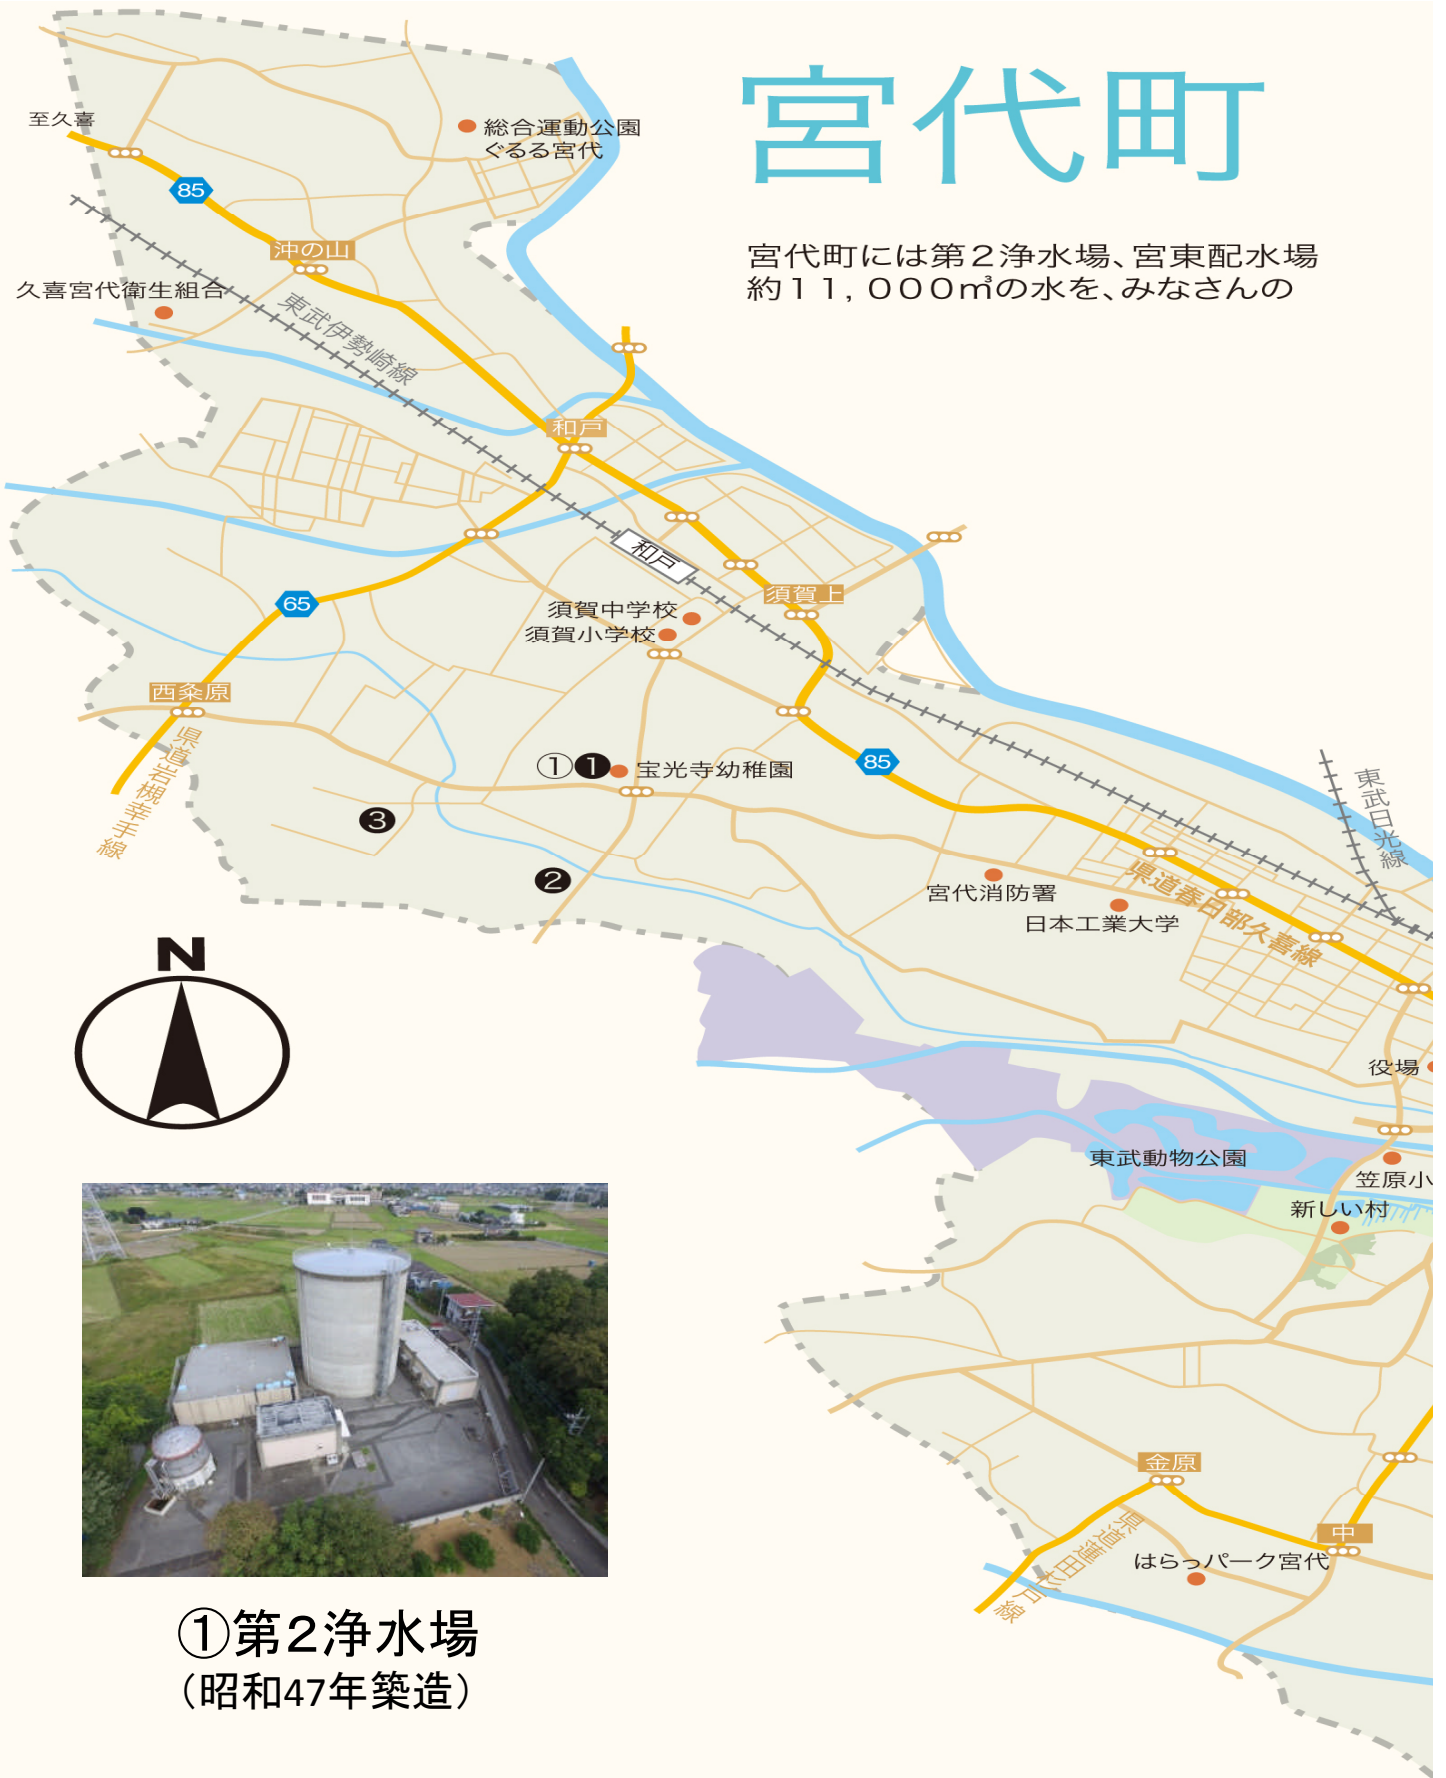 宮代町
宮代町には第２浄水場、宮東配水場
約１１，０００㎥の水を、みなさんの
至久喜
総合運動公園
ぐるる宮代
85
沖の山
久喜宮代衛生組合
東武伊勢崎線
和戸
和戸
須賀上
65
須賀中学校
須賀小学校
西粂原
県道岩槻幸手線
①❶
宝光寺幼稚園
85
東武日光線
❸
❷
宮代消防署
日本工業大学
県道春日部久喜線
N
役場
東武動物公園
笠原小
新しい村
金原
中
県道蓮田杉戸線
はらっパーク宮代
①第２浄水場
（昭和47年築造）